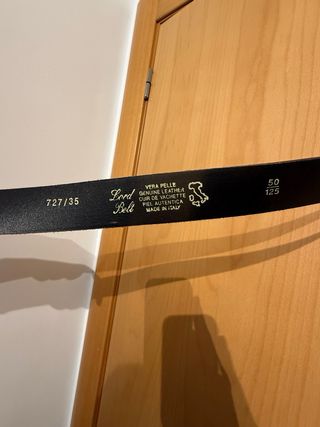 727/35
Lord
Belt
VERA PELLE
GENUINE LEATHER
CUIR DE VACHETTE
PIEL AUTENTICA
MADE IN ITALY
50
125